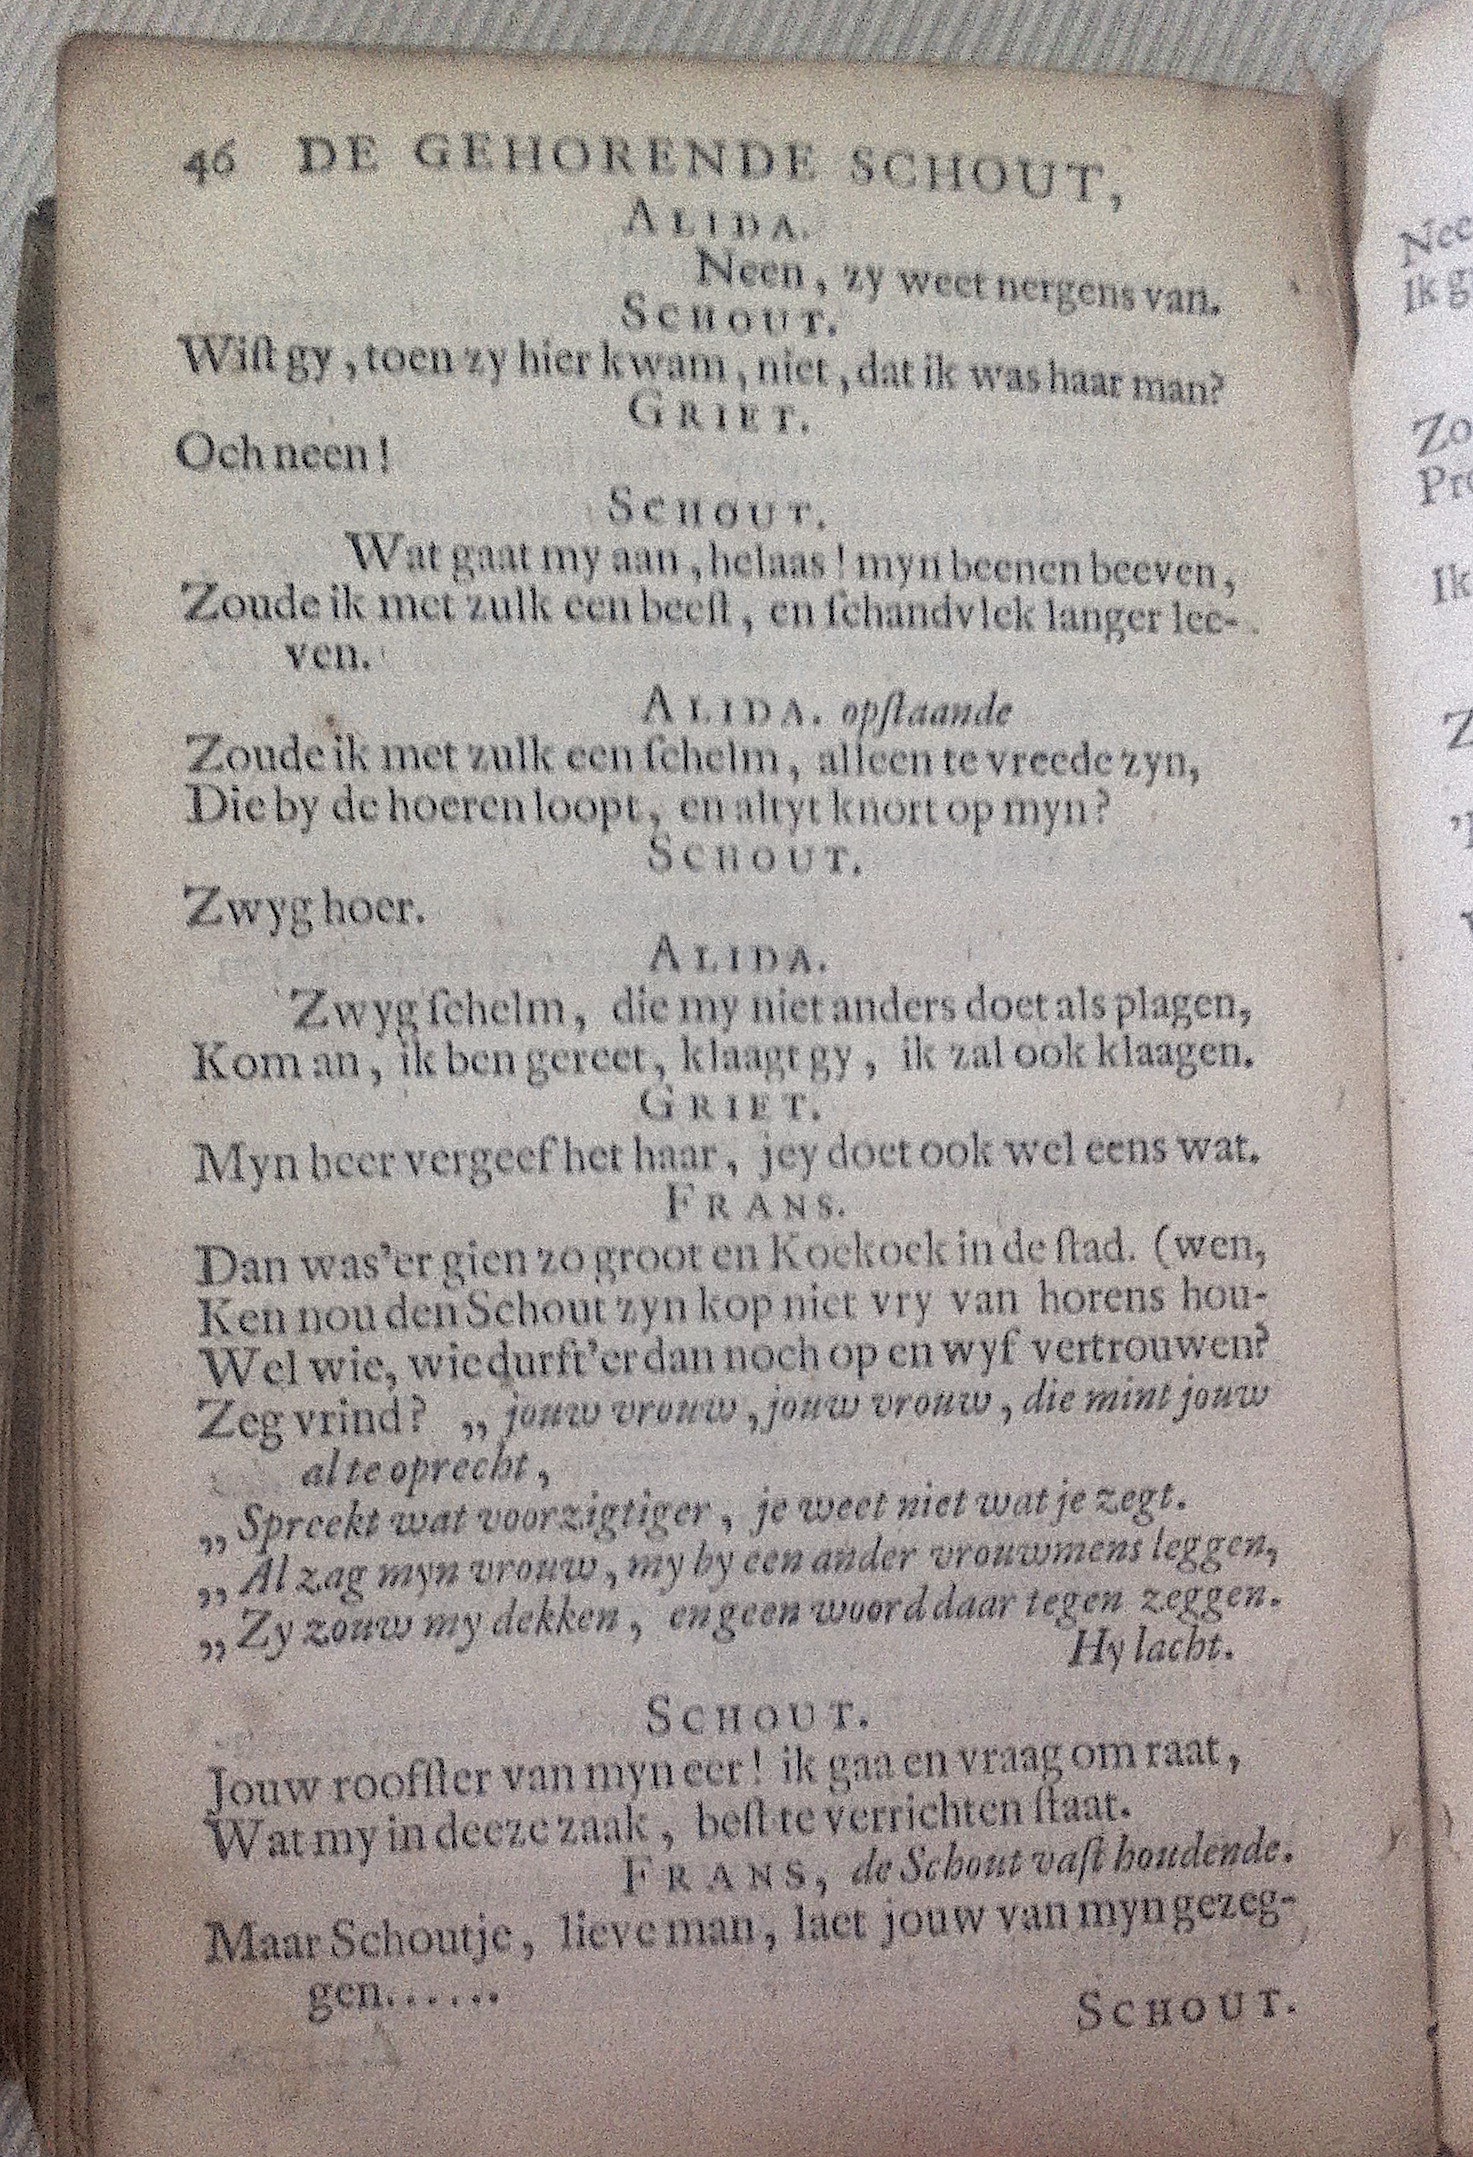 46 DE GEHORENDE SCHOUT,
ALIDA.
Neen, zy weet nergens van.
SCHOUT.
Wiſt gy, toen zy hier kwam, niet, dat ik was haar man?
GRIET.
Och neen!
SCHOUT.
Wat gaat my aan, helaas! myn beenen beeven,
Zoude ik met zulk een beeſt, en ſchandvlek langer lee-
ven.
ALIDA. opſtaande
Zoude ik met zulk een ſchelm, alleen te vreede zyn,
Die by de hoeren loopt, en altyt knort op myn?
SCHOUT.
Zwyg hoer.
ALIDA.
Zwyg ſchelm, die my niet anders doet als plagen,
Kom an, ik ben gereet, klaagt gy, ik zal ook klaagen.
GRIET.
Myn heer vergeef het haar, jey doet ook wel eens wat.
FRANS.
Dan was'er gien zo groot en Koekoek in de ſtad. (wen,
Ken nou den Schout zyn kop niet vry van horens hou-
Wel wie, wie durft'er dan noch op en wyf vertrouwen?
Zeg vrind? „ jouw vrouw, jouw vrouw, die mint jouw
al te oprecht,
„ Spreekt wat voorzigtiger, je weet niet wat je zegt.
„ Al zag myn vrouw, my by een ander vrouwmens leggen,
„ Zy zouw my dekken, en geen woord daar tegen zeggen.
Hy lacht.
SCHOUT.
Jouw roofſter van myn eer! ik gaa en vraag om raat,
Wat my in deeze zaak, beſt te verrichten ſtaat.
FRANS, de Schout vaſt houdende.
Maar Schoutje, lieve man, laet jouw van myn gezeg-
gen......
SCHOUT.
Nee
Ik g
Zo
Pro
Ik
Z